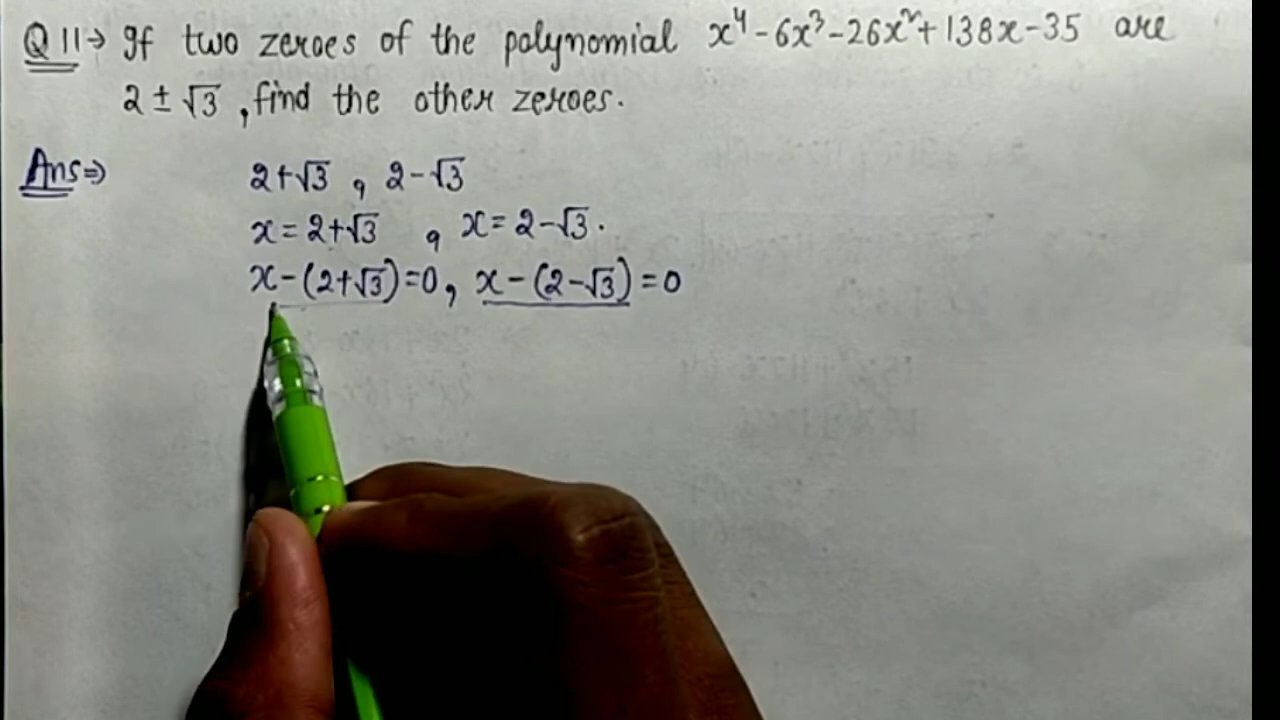 Q 11→ If two zeroes of the polynomial x⁴-6x³-26x²+138x-35 are
2 ± √3 , find the other zeroes.
Ans⇒ 2+√3 , 2-√3
x = 2+√3 , x = 2-√3.
x-(2+√3)=0, x-(2-√3)=0